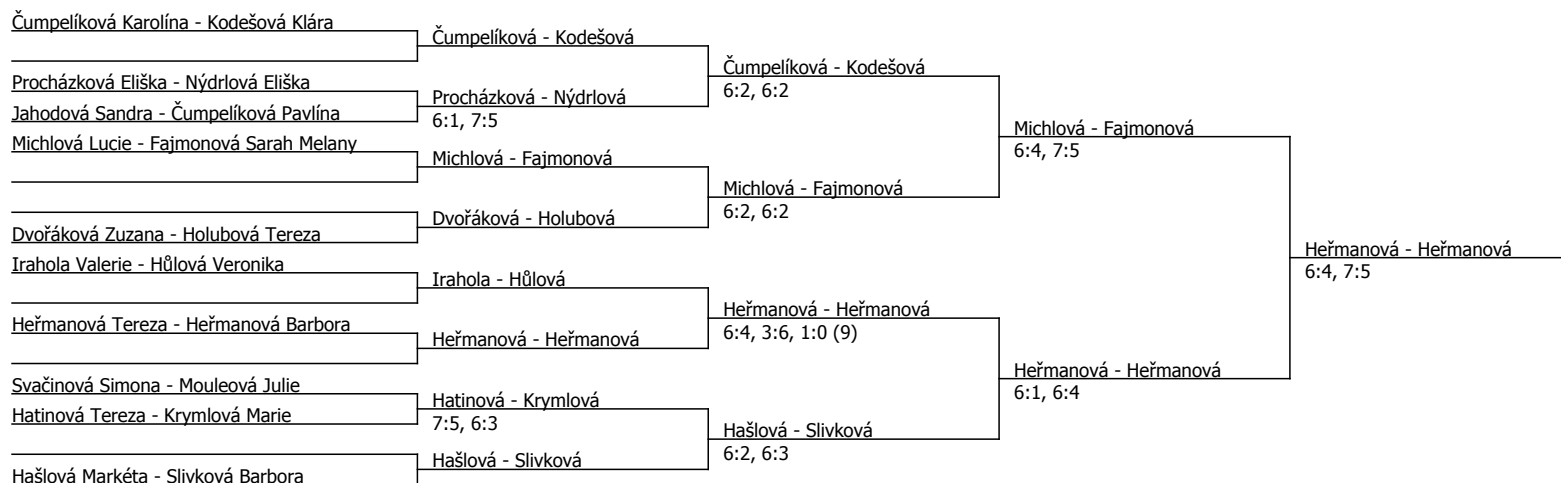 Čumpelíková Karolína - Kodešová Klára
Procházková Eliška - Nýdrlová Eliška
Jahodová Sandra - Čumpelíková Pavlína
Michlová Lucie - Fajmonová Sarah Melany
Dvořáková Zuzana - Holubová Tereza
Irahola Valerie - Hůlová Veronika
Heřmanová Tereza - Heřmanová Barbora
Svačinová Simona - Mouleová Julie
Hatinová Tereza - Krymlová Marie
Hašlová Markéta - Slivková Barbora
Čumpelíková - Kodešová
Procházková - Nýdrlová
6:1, 7:5
Michlová - Fajmonová
Dvořáková - Holubová
Irahola - Hůlová
Heřmanová - Heřmanová
Hatinová - Krymlová
7:5, 6:3
Hašlová - Slivková
Čumpelíková - Kodešová
6:2, 6:2
Michlová - Fajmonová
6:2, 6:2
Heřmanová - Heřmanová
6:4, 3:6, 1:0 (9)
Hašlová - Slivková
6:2, 6:3
Michlová - Fajmonová
6:4, 7:5
Heřmanová - Heřmanová
6:1, 6:4
Heřmanová - Heřmanová
6:4, 7:5